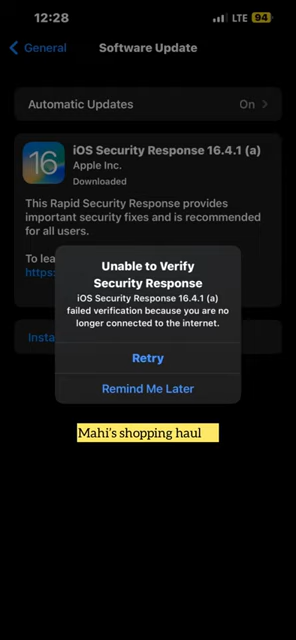 12:28
LTE 94
General
Software Update
Automatic Updates
On
16
iOS Security Response 16.4.1 (a)
Apple Inc.
Downloaded
This Rapid Security Response provides
important security fixes and is recommended
for all users.
To lea
https:
Unable to Verify
Security Response
iOS Security Response 16.4.1 (a)
failed verification because you are no
longer connected to the internet.
Insta
Retry
Remind Me Later
Mahi's shopping haul